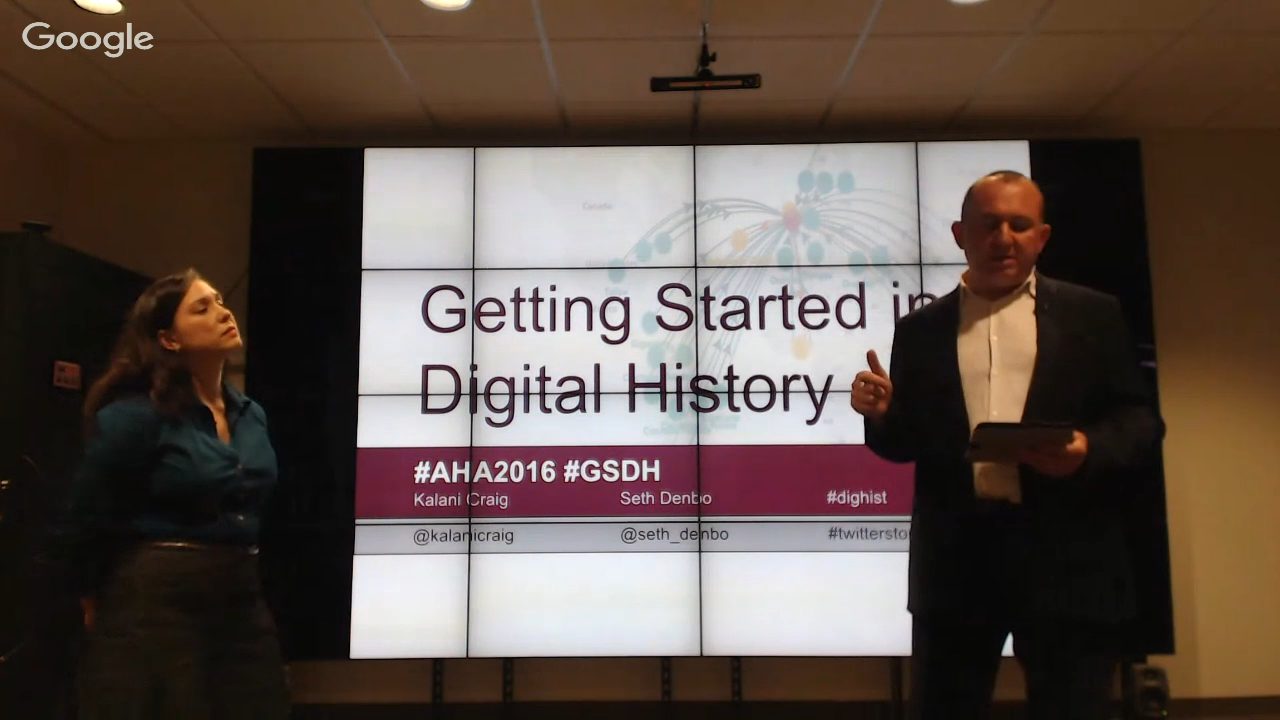 Google
Getting Started in
Digital History
#AHA2016 #GSDH
Kalani Craig Seth Denbo #dighist
@kalanicraig @seth_denbo